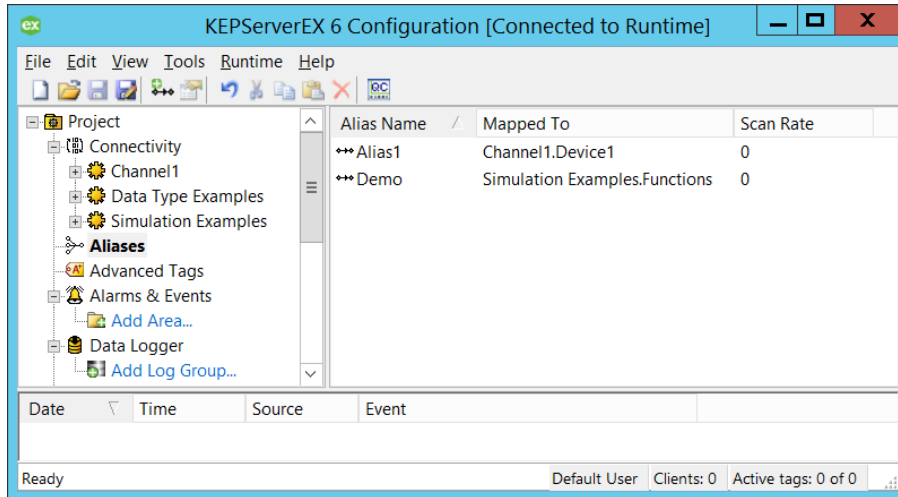 ex KEPServerEX 6 Configuration [Connected to Runtime]
File Edit View Tools Runtime Help
QC
Project
Connectivity
Channel1
Data Type Examples
Simulation Examples
Aliases
Advanced Tags
Alarms & Events
Add Area...
Data Logger
Add Log Group...
Alias Name Mapped To Scan Rate
Alias1 Channel1.Device1 0
Demo Simulation Examples.Functions 0
Date Time Source Event
Ready Default User Clients: 0 Active tags: 0 of 0